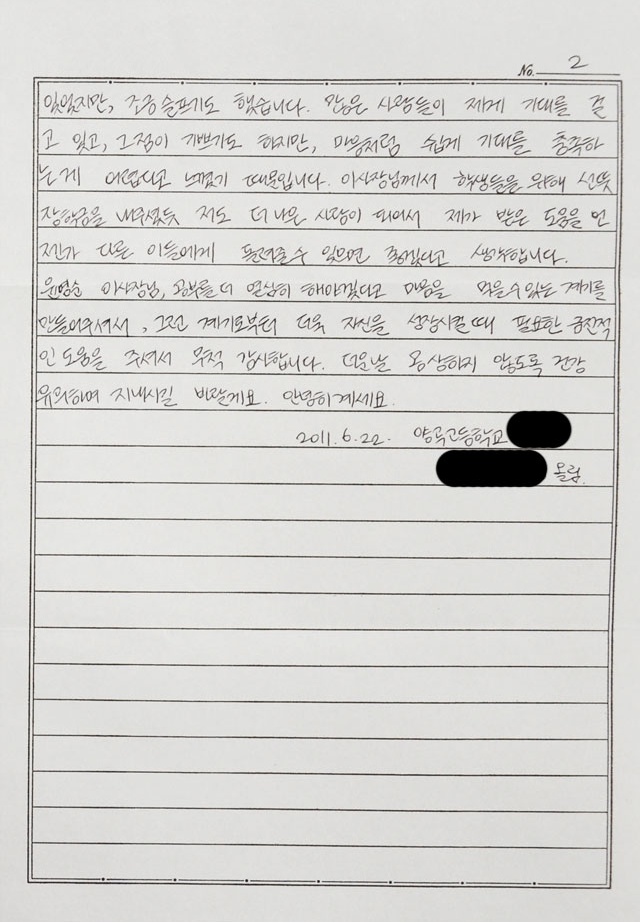 No. 2
있었지만, 조금 슬프기도 했습니다. 많은 사람들이 제게 기대를 걸
고 있고, 그점이 기쁘기도 하지만, 마음처럼 쉽게 기대를 충족하
는게 어렵다고 느꼈기 때문입니다. 이사장님께서 학생들을 위해 선뜻
장학금을 내주셨듯 저도 더 나은 사람이 되어서 제가 받은 도움을 언
젠가 다른 이들에게 돌려줄수 있으면 좋겠다고 생각합니다.
윤영순 이사장님, 공부를 더 열심히 해야겠다고 마음을 먹을수 있는 계기를
만들어주셔서, 그런 계기로부터 더욱 자신을 성장시킬 때 필요한 금전적
인 도움을 주셔서 무척 감사합니다. 더운날 몸상하지 않도록 건강
유의하며 지내시길 바랄게요. 안녕히계세요.
2011.6.22. 양곡고등학교
올림.